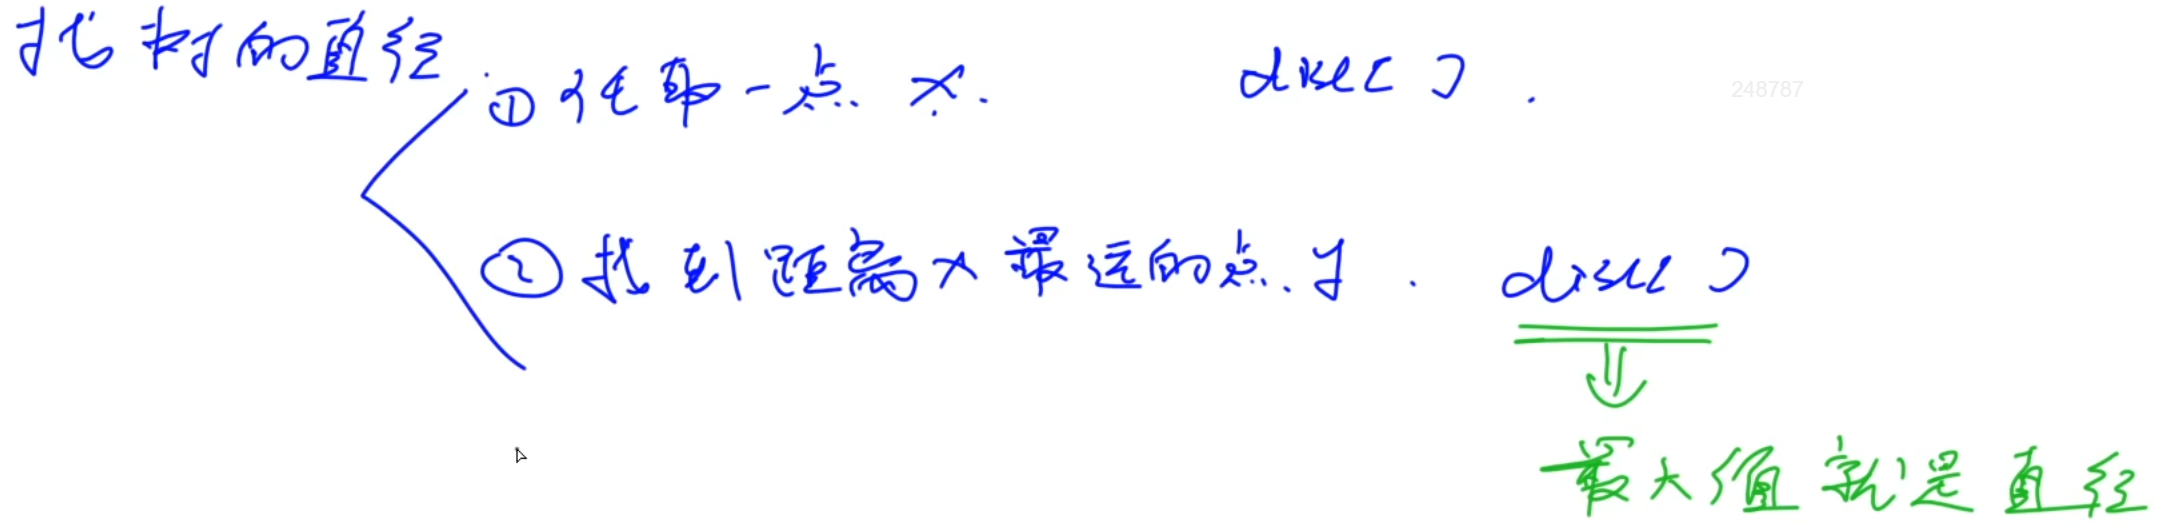 找树的直径
① 任取一点 x. dist[ ].
248787
② 找到距离x最远的点.y. dist[ ]
最大值就是直径